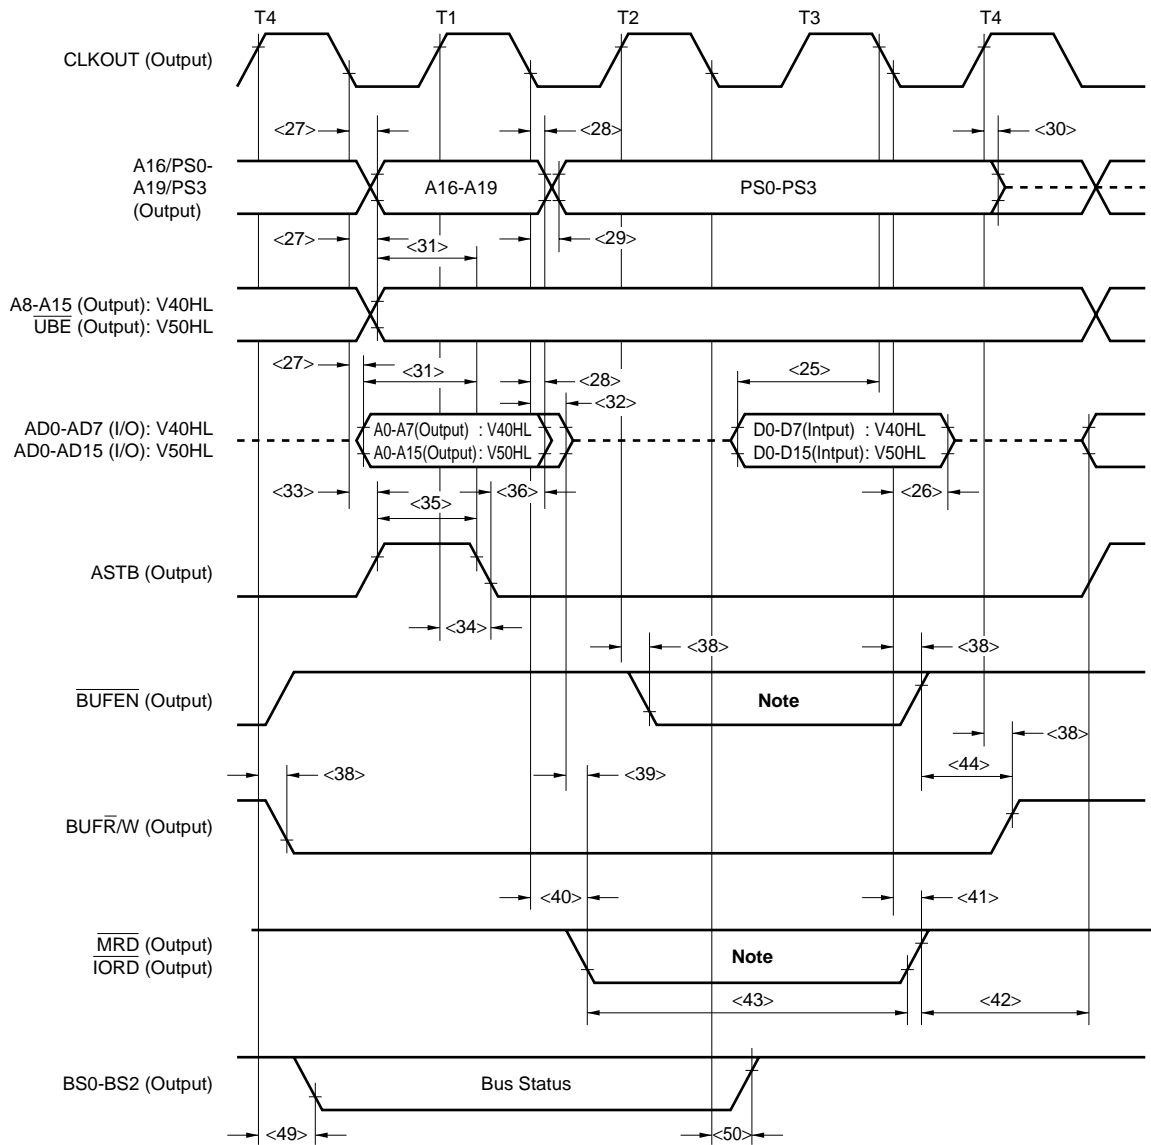 T4 T1 T2 T3 T4
CLKOUT (Output)
<27> <28> <30>
A16/PS0-
A19/PS3
(Output)
A16-A19 PS0-PS3
<27> <31> <29>
A8-A15 (Output): V40HL
UBE (Output): V50HL
<27> <31> <28> <25>
<32>
AD0-AD7 (I/O): V40HL
AD0-AD15 (I/O): V50HL
A0-A7(Output) : V40HL
A0-A15(Output): V50HL
D0-D7(Intput) : V40HL
D0-D15(Intput): V50HL
<33> <35> <36> <26>
ASTB (Output)
<34>
<38> <38>
BUFEN (Output)
Note
<38>
<44>
<38> <39>
BUFR/W (Output)
<40> <41>
MRD (Output)
IORD (Output)
Note
<43> <42>
BS0-BS2 (Output)
Bus Status
<49> <50>